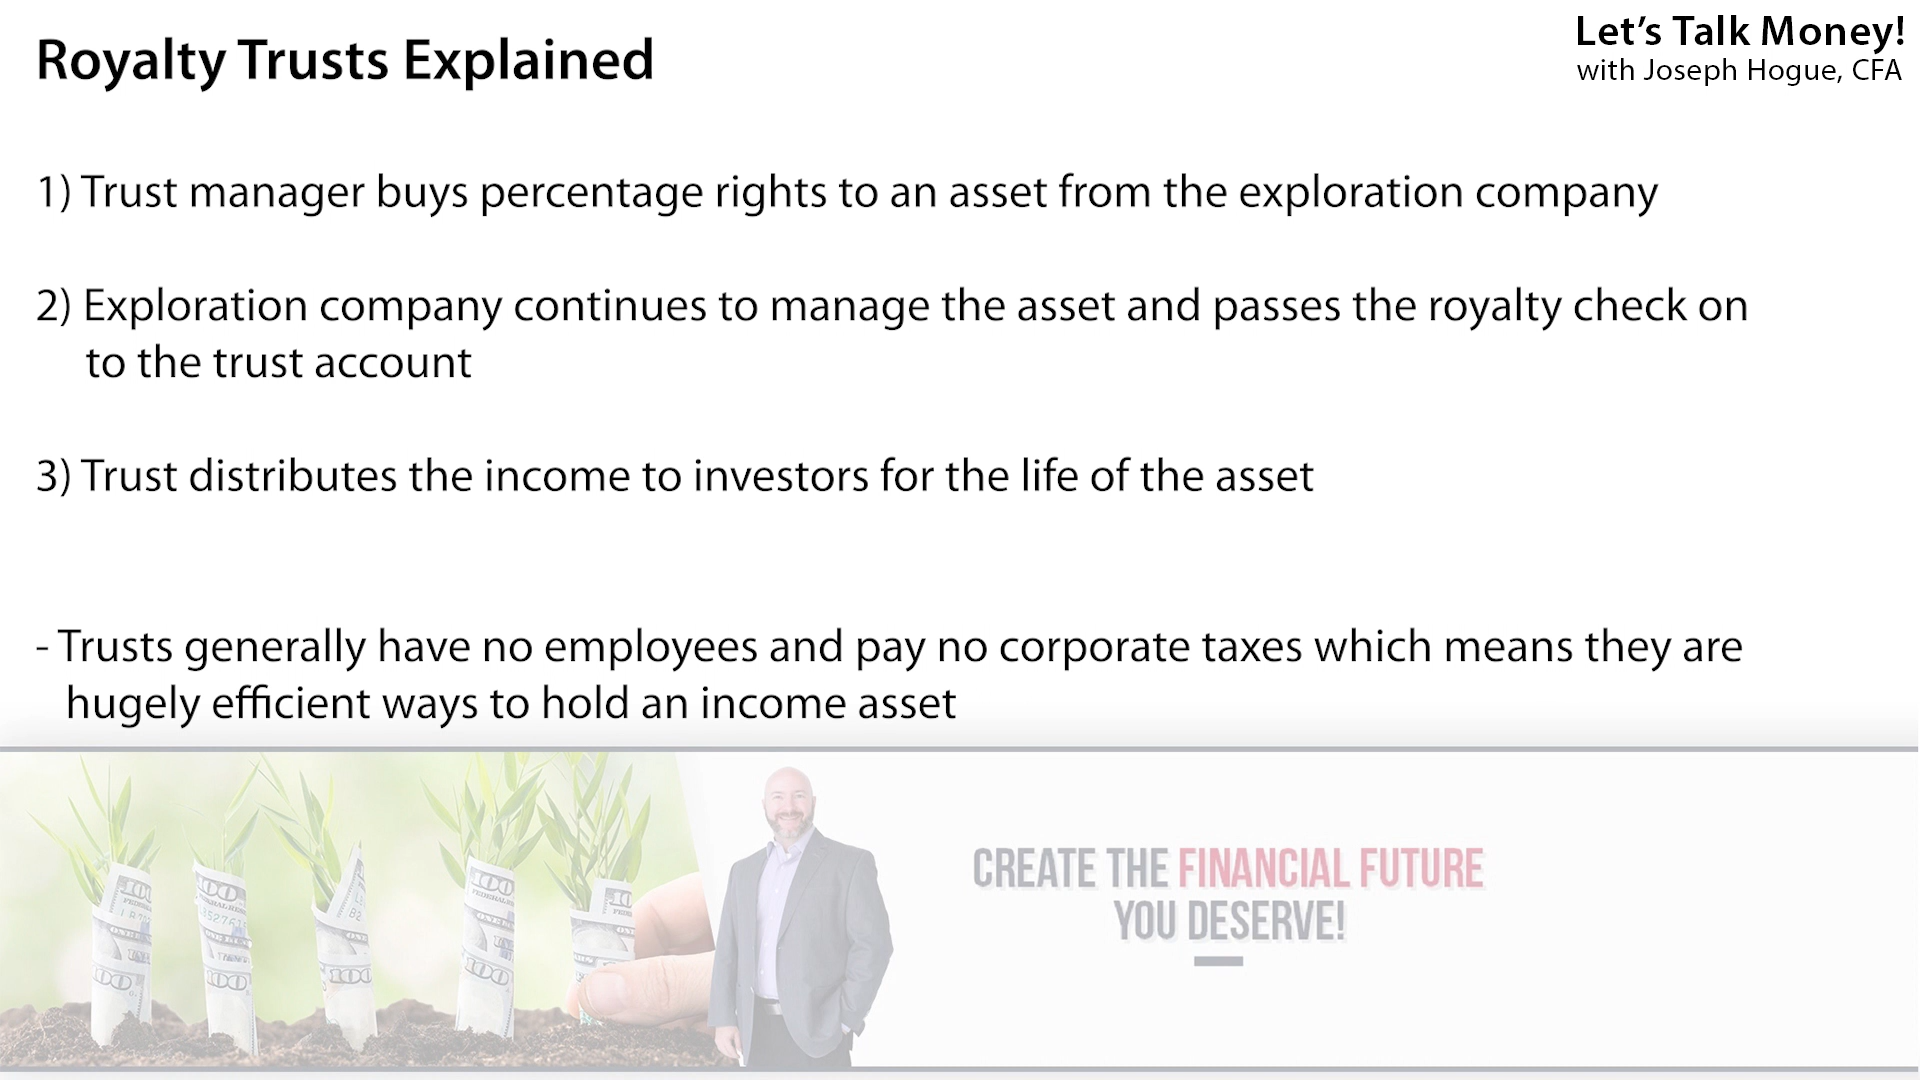 Royalty Trusts Explained
Let's Talk Money!
with Joseph Hogue, CFA
1) Trust manager buys percentage rights to an asset from the exploration company
2) Exploration company continues to manage the asset and passes the royalty check on
to the trust account
3) Trust distributes the income to investors for the life of the asset
- Trusts generally have no employees and pay no corporate taxes which means they are
hugely efficient ways to hold an income asset
CREATE THE FINANCIAL FUTURE
YOU DESERVE!